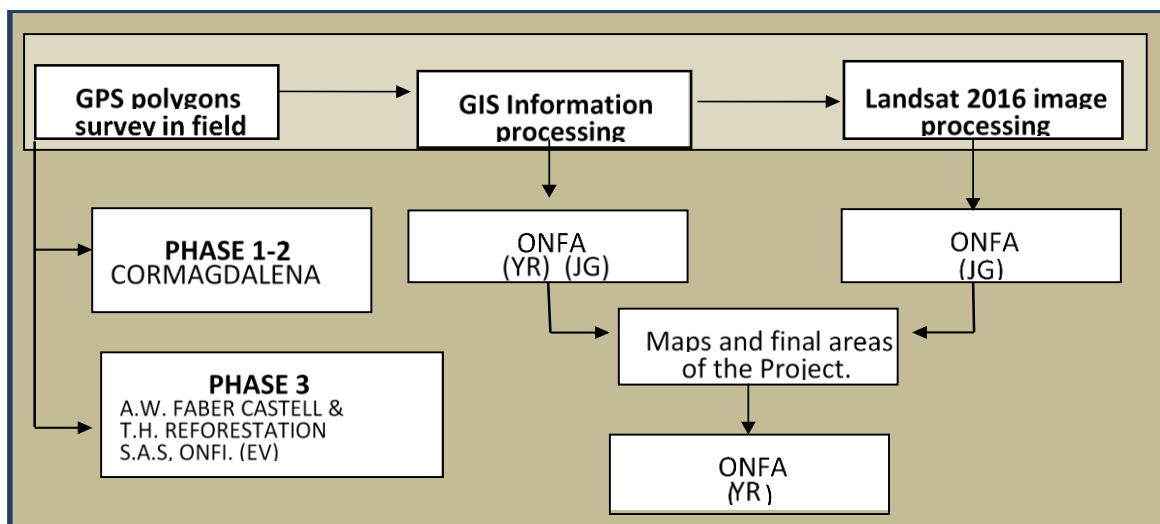 GPS polygons
survey in field
GIS Information
processing
Landsat 2016 image
processing
PHASE 1-2
CORMAGDALENA
ONFA
(YR) (JG)
ONFA
(JG)
Maps and final areas
of the Project.
PHASE 3
A.W. FABER CASTELL &
T.H. REFORESTATION
S.A.S, ONFI. (EV)
ONFA
(YR )